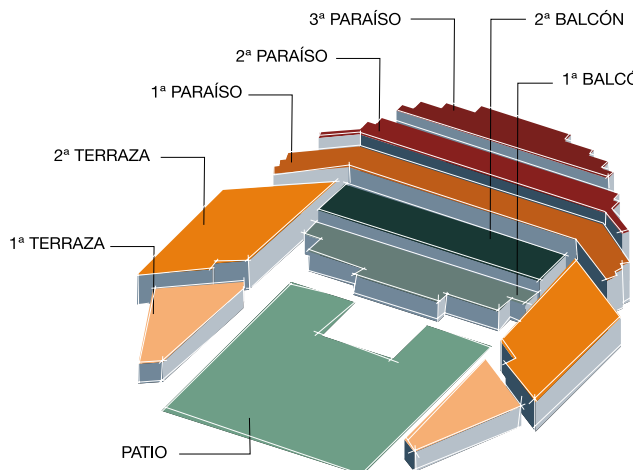 3ª PARAÍSO
2ª BALCÓN
2ª PARAÍSO
1ª BALCÓ
1ª PARAÍSO
2ª TERRAZA
1ª TERRAZA
PATIO